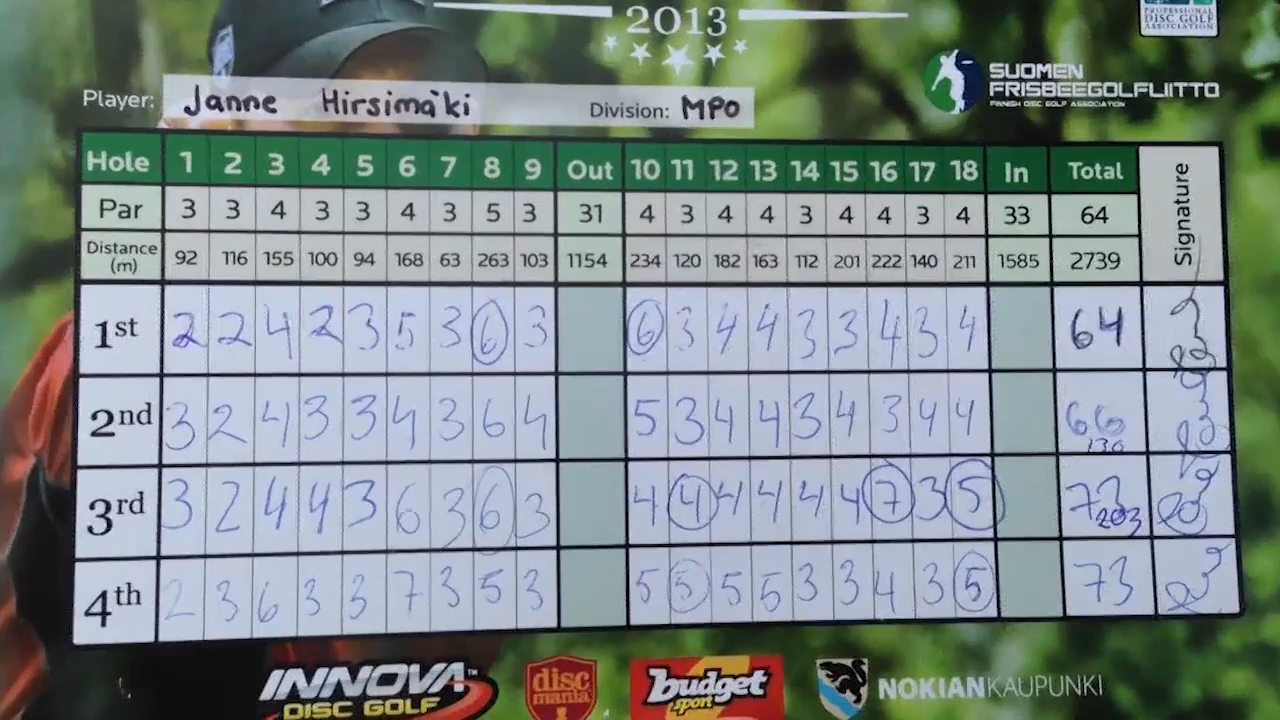 2013
PROFESSIONAL
DISC GOLF
ASSOCIATION
SUOMEN
FRISBEEGOLFLIITTO
FINNISH DISC GOLF ASSOCIATION
Player: Janne Hirsimäki Division: MPO
Hole 1 2 3 4 5 6 7 8 9 Out 10 11 12 13 14 15 16 17 18 In Total Signature
Par 3 3 4 3 3 4 3 5 3 31 4 3 4 4 3 4 4 3 4 33 64
Distance (m) 92 116 155 100 94 168 63 263 103 1154 234 120 182 163 112 201 222 140 211 1585 2739
1st 2 2 4 2 3 5 3 6 3 6 3 4 4 3 3 4 3 4 64
2nd 3 2 4 3 3 4 3 6 4 5 3 4 4 3 4 3 4 4 66
130
3rd 3 2 4 4 3 6 3 6 3 4 4 4 4 4 4 7 3 5 73
203
4th 2 3 6 3 3 7 3 5 3 5 5 5 5 3 3 4 3 5 73
INNOVA™ DISC GOLF
disc mania
budget sport
NOKIANKAUPUNKI